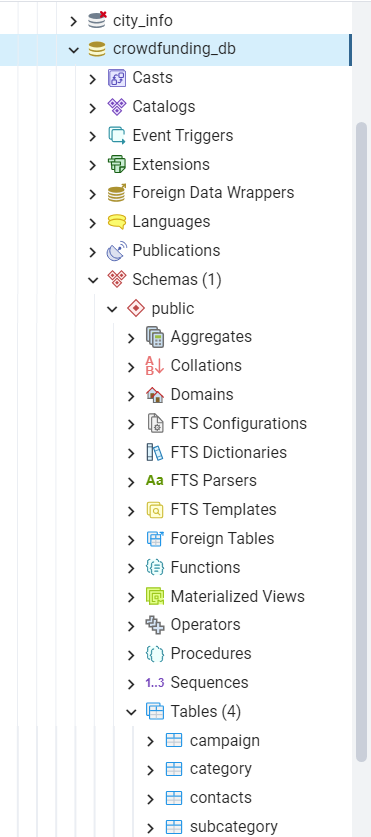 city_info
crowdfunding_db
Casts
Catalogs
Event Triggers
Extensions
Foreign Data Wrappers
Languages
Publications
Schemas (1)
public
Aggregates
A
B
Collations
Domains
FTS Configurations
FTS Dictionaries
Aa FTS Parsers
FTS Templates
Foreign Tables
Functions
Materialized Views
Operators
Procedures
1..3 Sequences
Tables (4)
campaign
category
contacts
subcategory